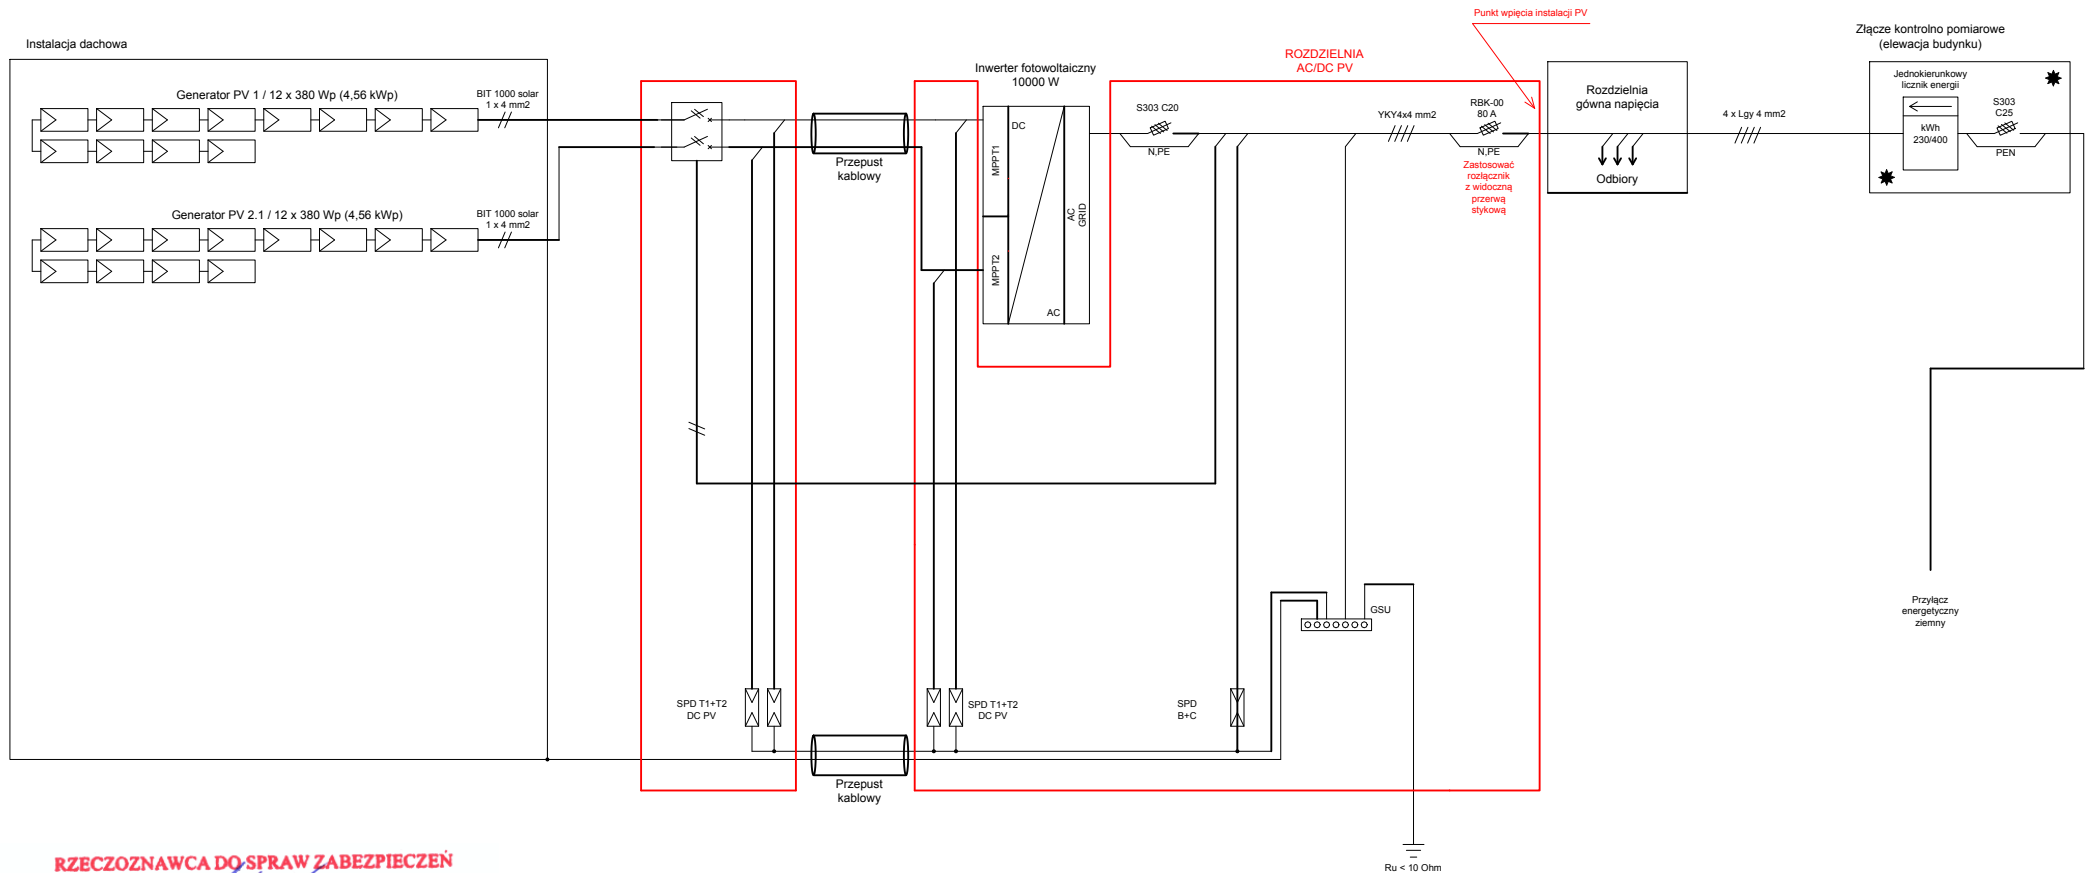 Punkt wpięcia instalacji PV
Instalacja dachowa
Złącze kontrolno pomiarowe
(elewacja budynku)
ROZDZIELNIA
AC/DC PV
Inwerter fotowoltaiczny
10000 W
Generator PV 1 / 12 x 380 Wp (4,56 kWp)
BIT 1000 solar
1 x 4 mm2
Przepust
kablowy
DC
MPPT1
MPPT2
AC
GRID
AC
S303 C20
N,PE
YKY4x4 mm2
RBK-00
80 A
N,PE
Zastosować
rozłącznik
z widoczną
przerwą
stykową
Rozdzielnia
gówna napięcia
Odbiory
4 x Lgy 4 mm2
Jednokierunkowy
licznik energii
kWh
230/400
S303
C25
PEN
Generator PV 2.1 / 12 x 380 Wp (4,56 kWp)
BIT 1000 solar
1 x 4 mm2
GSU
Przyłącz
energetyczny
ziemny
SPD T1+T2
DC PV
SPD T1+T2
DC PV
SPD
B+C
Przepust
kablowy
Ru < 10 Ohm
RZECZOZNAWCA DO SPRAW ZABEZPIECZEŃ